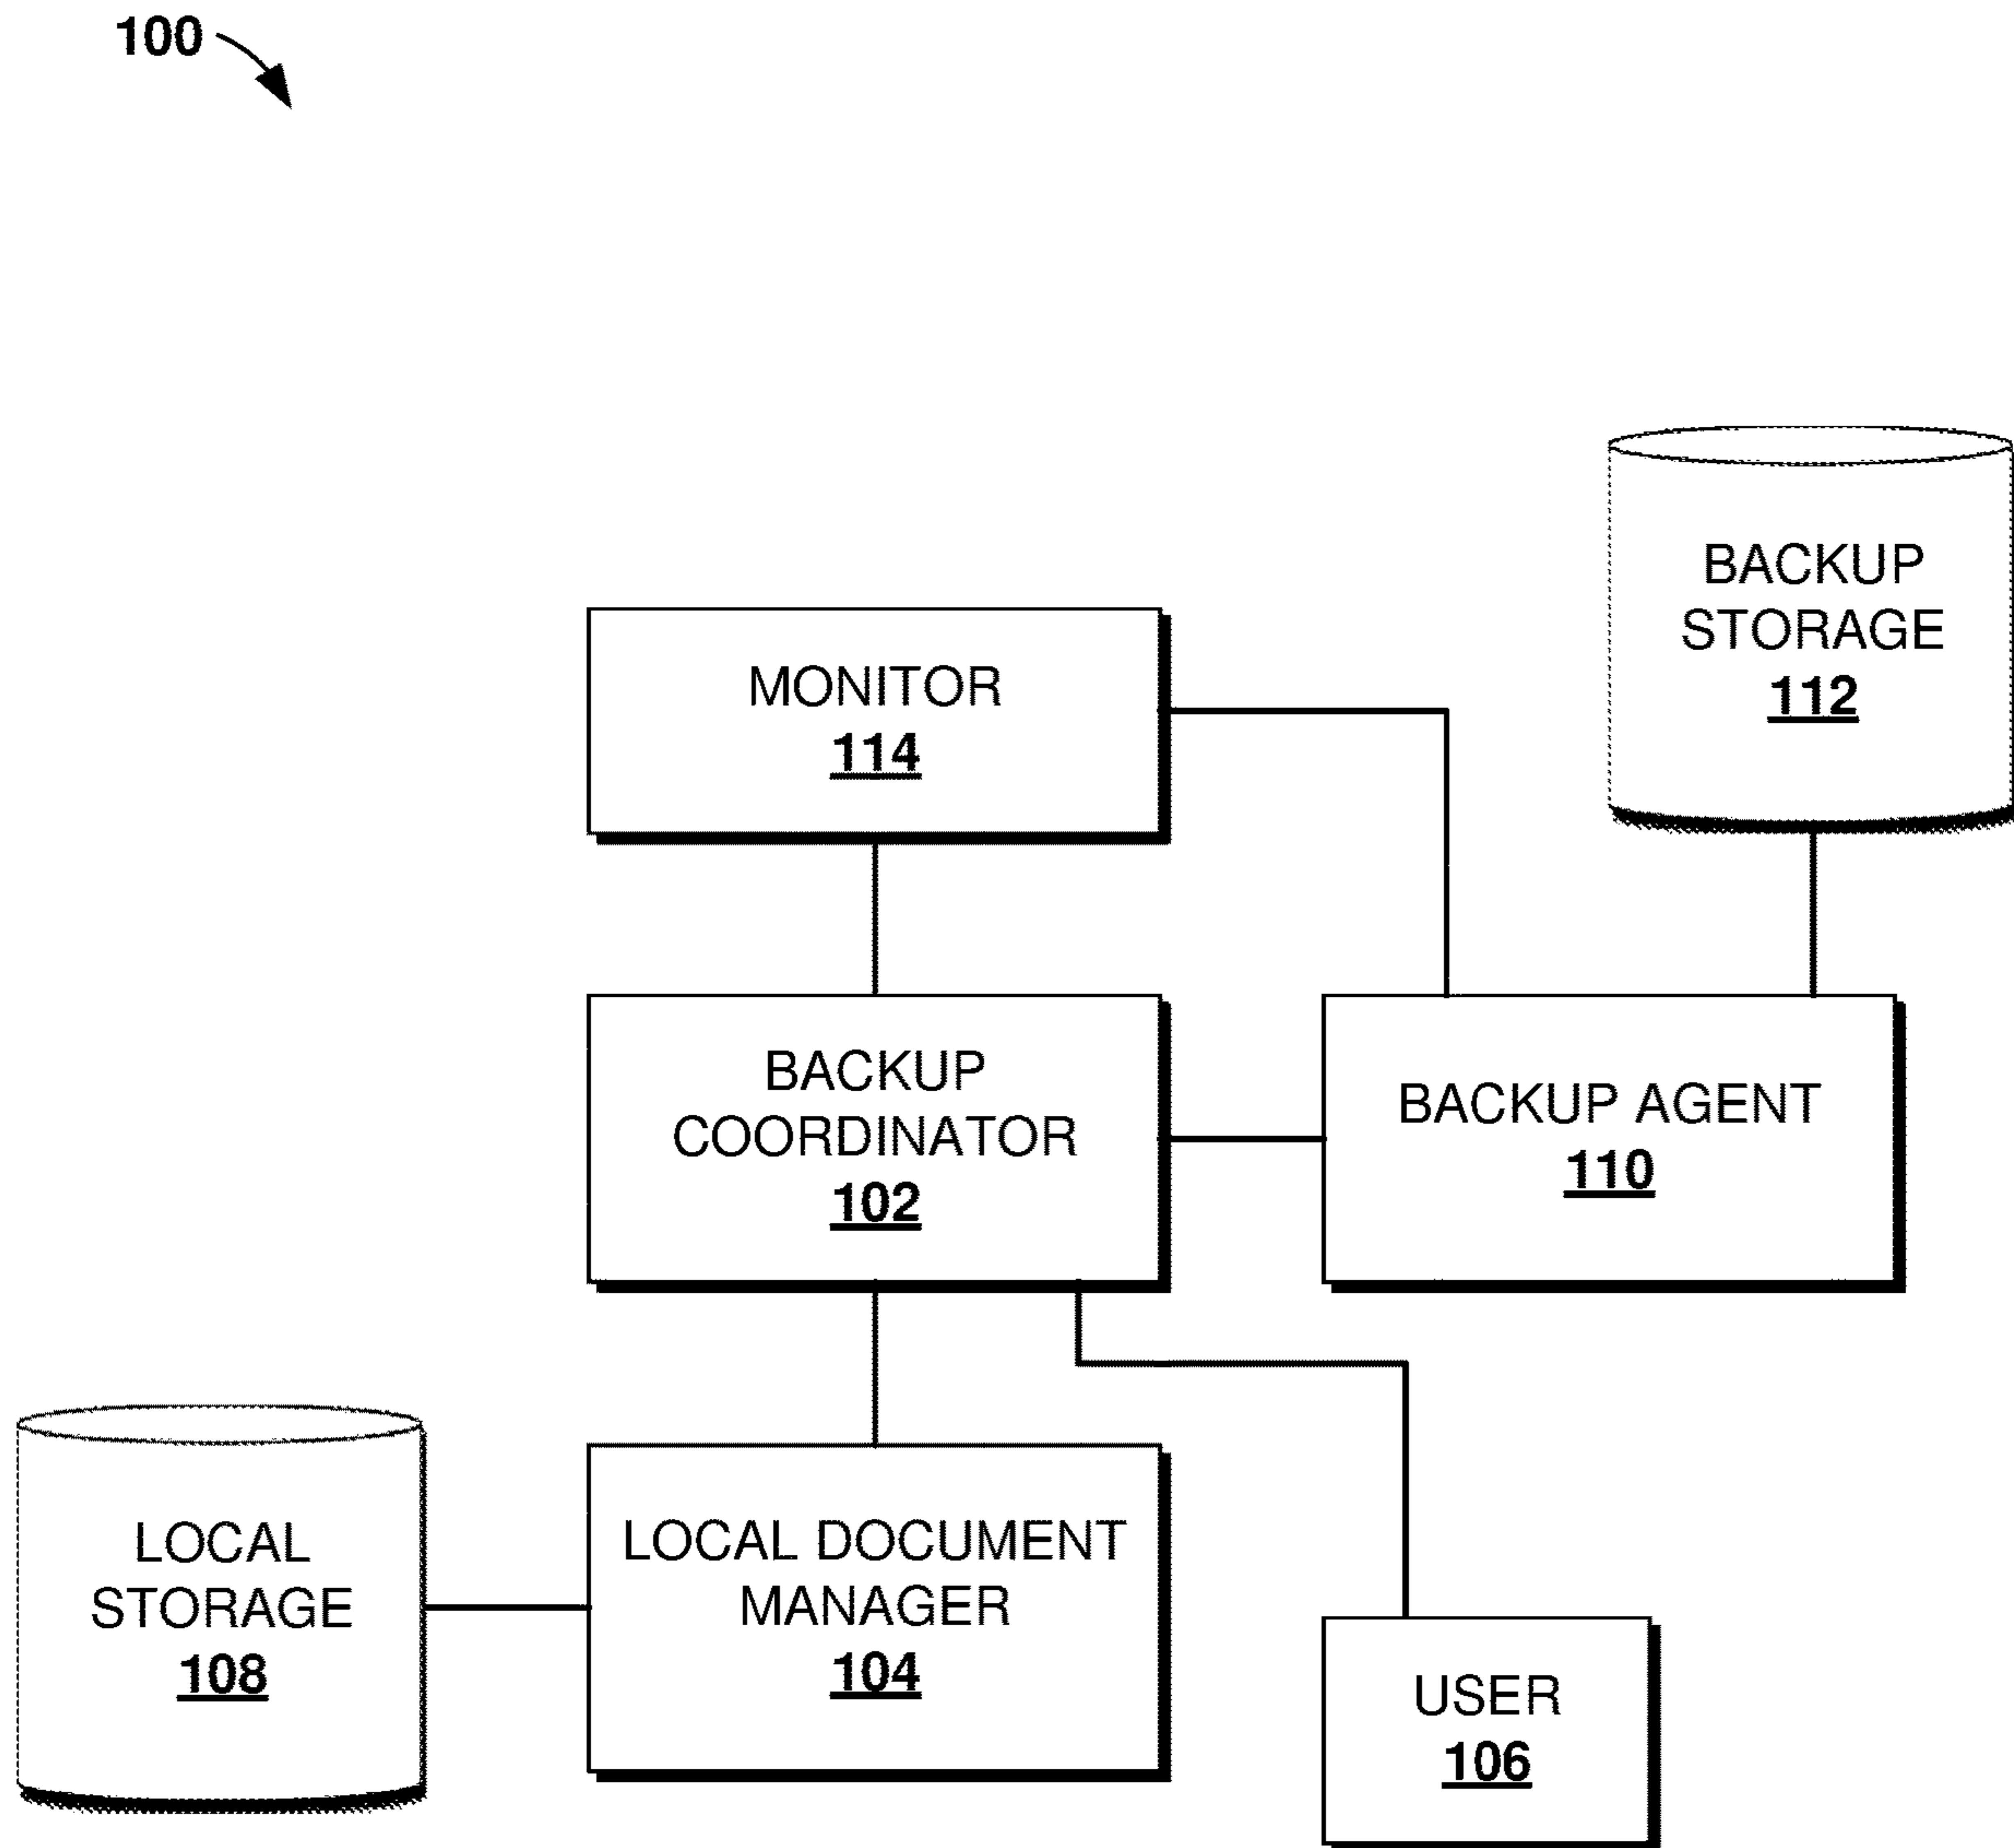 100
BACKUP
STORAGE
112
MONITOR
114
BACKUP
COORDINATOR
102
BACKUP AGENT
110
LOCAL
STORAGE
108
LOCAL DOCUMENT
MANAGER
104
USER
106